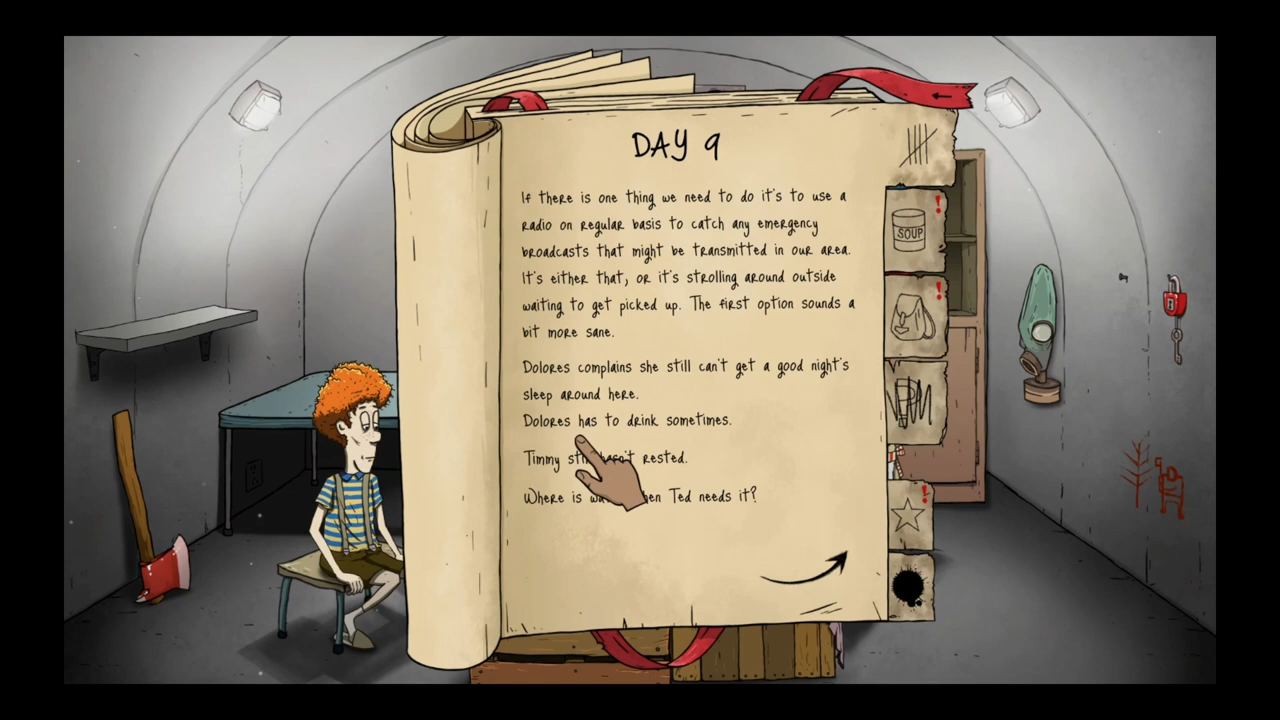 DAY 9
If there is one thing we need to do it's to use a
radio on regular basis to catch any emergency
broadcasts that might be transmitted in our area.
It's either that, or it's strolling around outside
waiting to get picked up. The first option sounds a
bit more sane.
Dolores complains she still can't get a good night's
sleep around here.
Dolores has to drink sometimes.
Timmy rested.
Where is Ted needs it?
SOUP
!
!
!